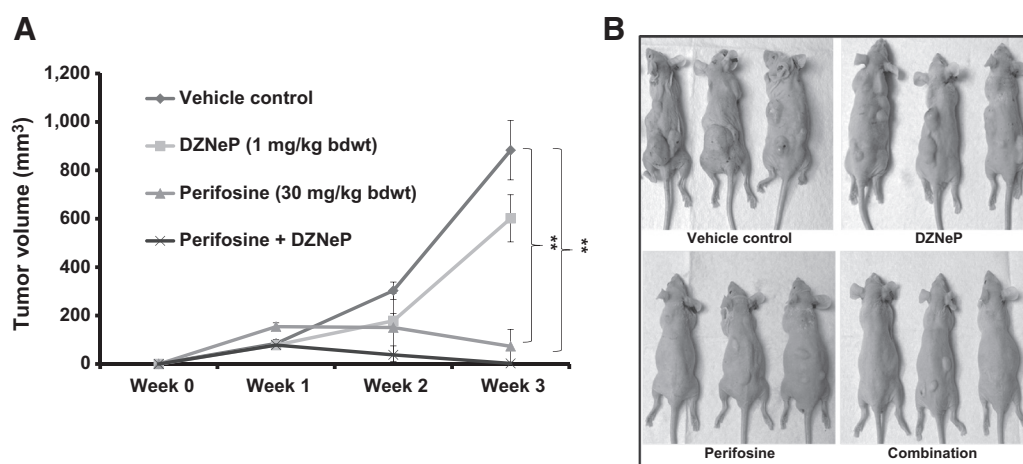 A
Tumor volume (mm³)
1,200
1,000
800
600
400
200
0
Vehicle control
DZNeP (1 mg/kg bdwt)
Perifosine (30 mg/kg bdwt)
Perifosine + DZNeP
**
**
Week 0 Week 1 Week 2 Week 3
B
Vehicle control DZNeP
Perifosine Combination